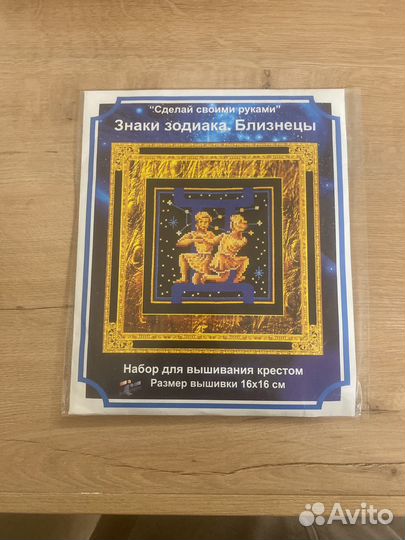 "Сделай своими руками"
Знаки зодиака. Близнецы
Набор для вышивания крестом
Размер вышивки 16х16 см
Avito